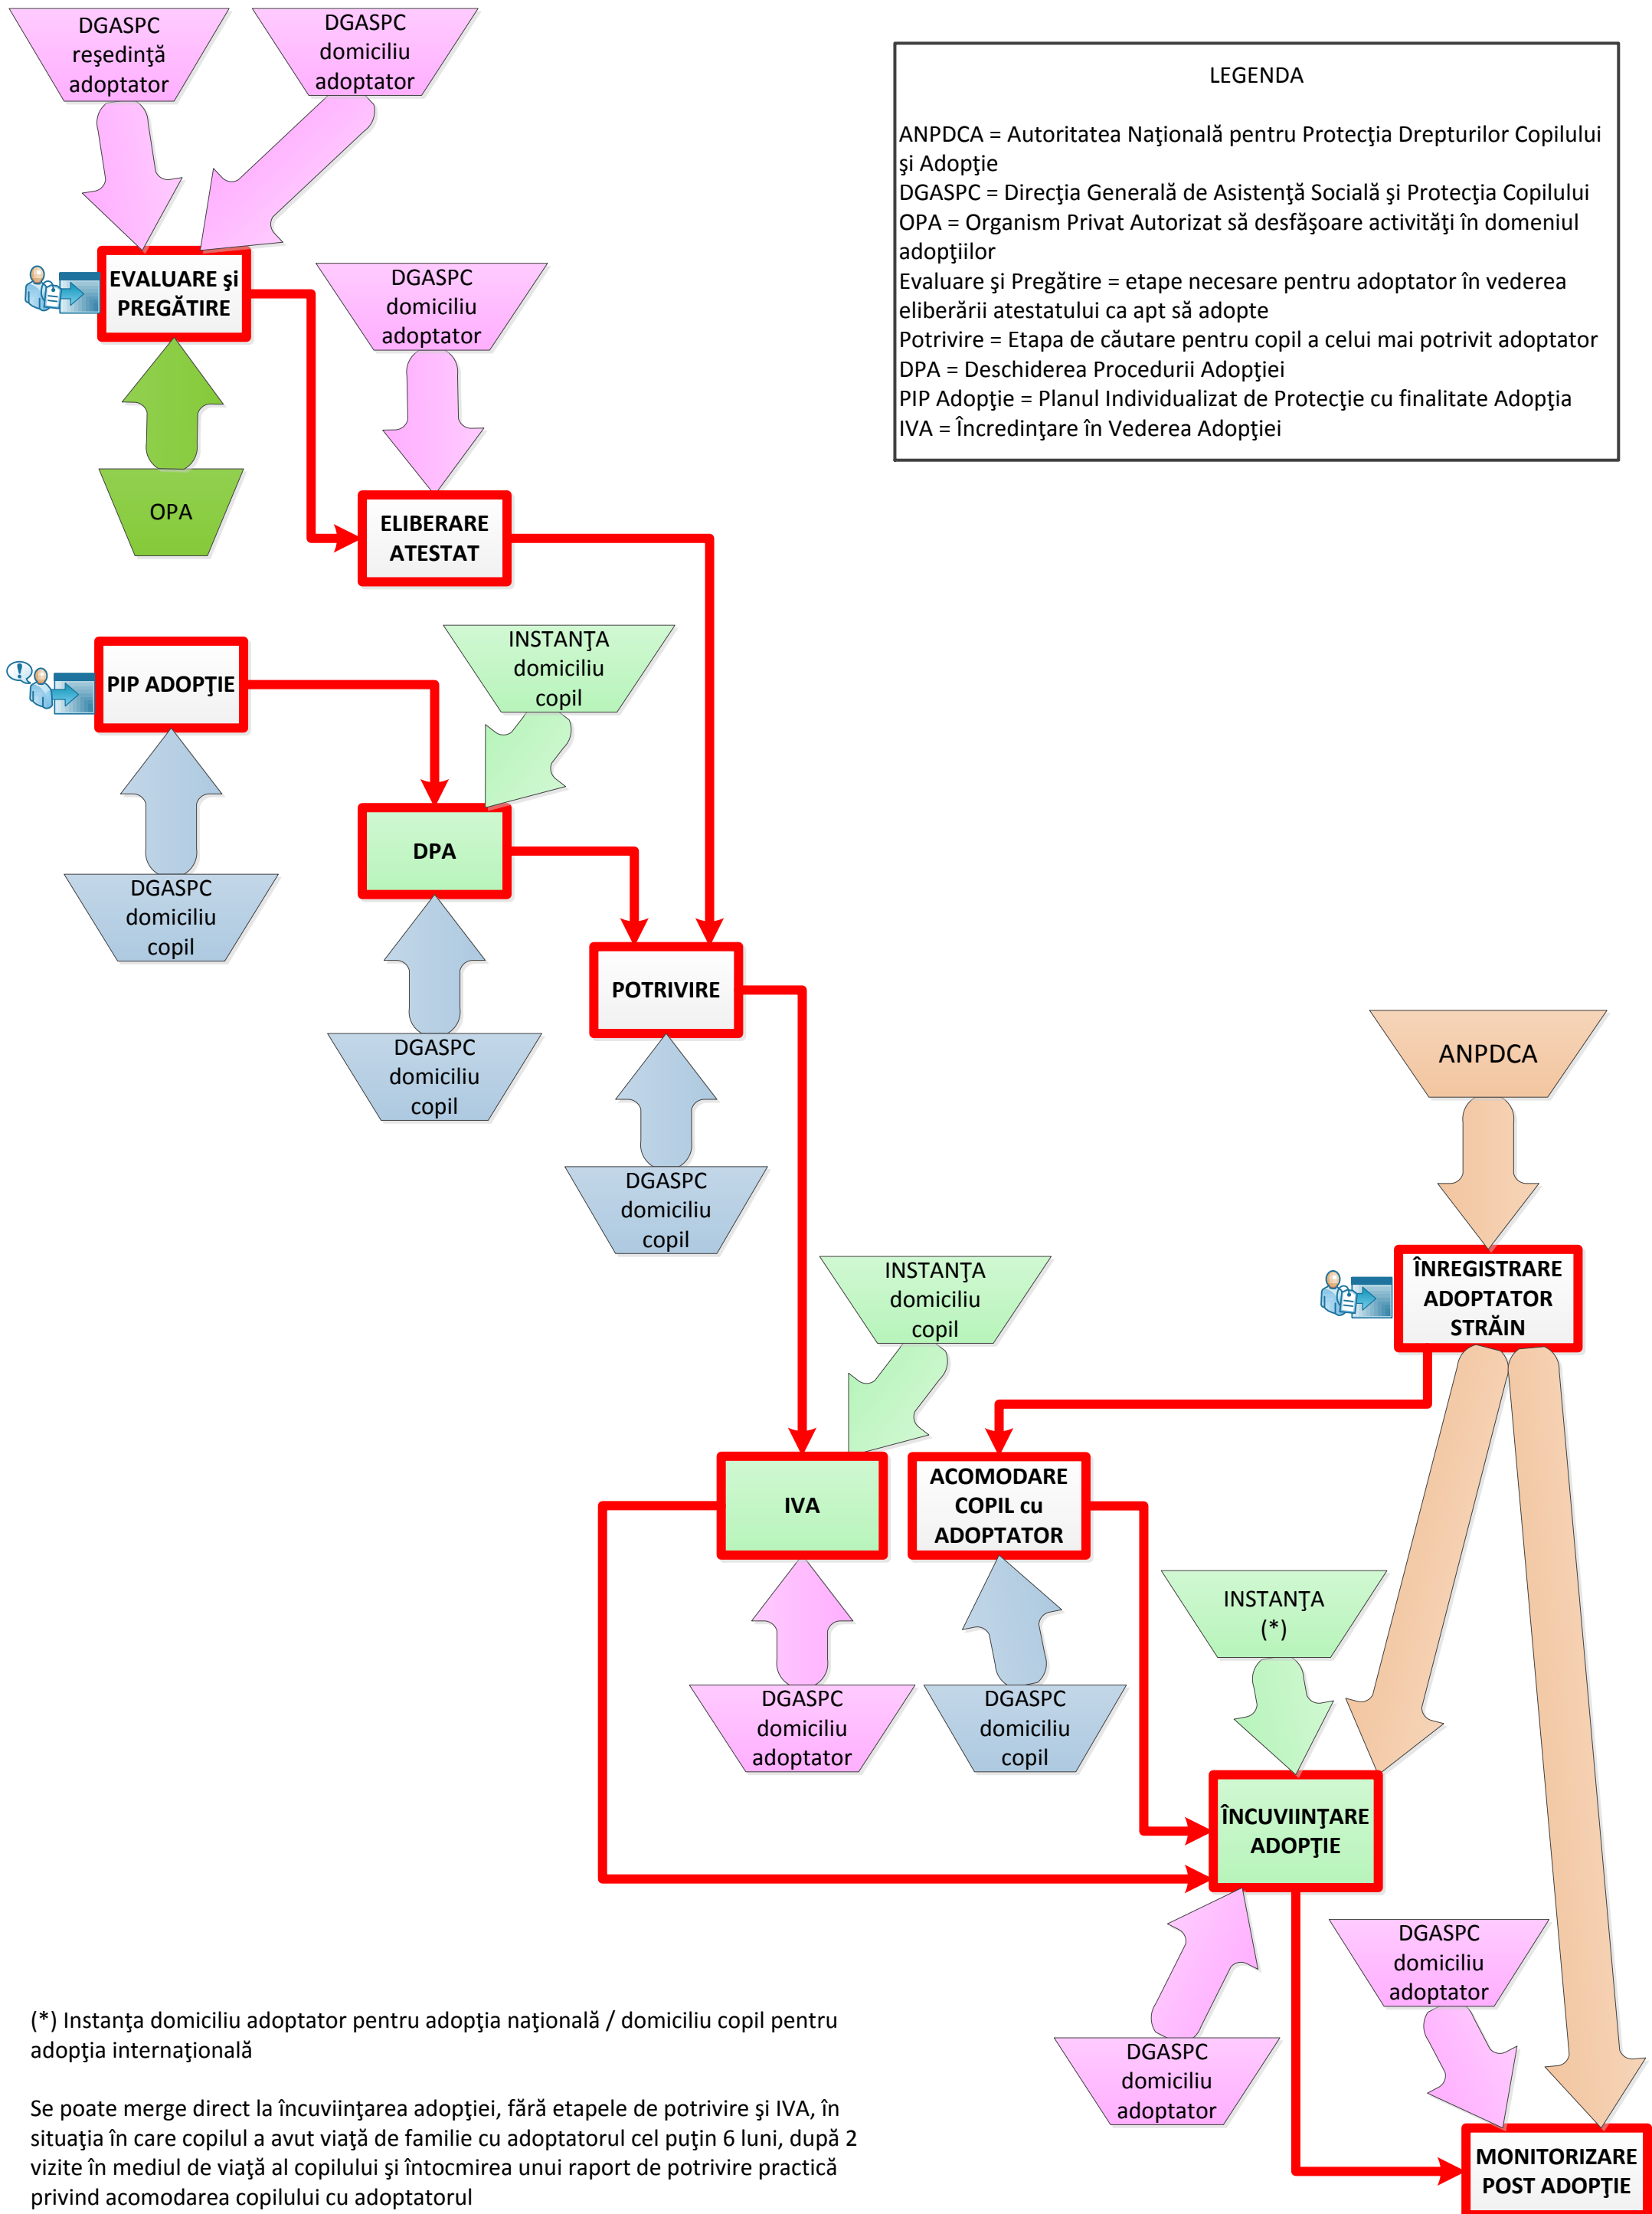 DGASPC
reşedinţă
adoptator
DGASPC
domiciliu
adoptator
LEGENDA
ANPDCA = Autoritatea Naţională pentru Protecţia Drepturilor Copilului
şi Adopţie
DGASPC = Direcţia Generală de Asistenţă Socială şi Protecţia Copilului
OPA = Organism Privat Autorizat să desfăşoare activităţi în domeniul
adopţiilor
Evaluare şi Pregătire = etape necesare pentru adoptator în vederea
eliberării atestatului ca apt să adopte
Potrivire = Etapa de căutare pentru copil a celui mai potrivit adoptator
DPA = Deschiderea Procedurii Adopţiei
PIP Adopţie = Planul Individualizat de Protecţie cu finalitate Adopţia
IVA = Încredinţare în Vederea Adopţiei
EVALUARE şi
PREGĂTIRE
DGASPC
domiciliu
adoptator
OPA
ELIBERARE
ATESTAT
PIP ADOPŢIE
INSTANŢA
domiciliu
copil
DPA
DGASPC
domiciliu
copil
POTRIVIRE
DGASPC
domiciliu
copil
ANPDCA
DGASPC
domiciliu
copil
INSTANŢA
domiciliu
copil
ÎNREGISTRARE
ADOPTATOR
STRĂIN
IVA
ACOMODARE
COPIL cu
ADOPTATOR
INSTANŢA
(*)
DGASPC
domiciliu
adoptator
DGASPC
domiciliu
copil
ÎNCUVIINŢARE
ADOPŢIE
DGASPC
domiciliu
adoptator
DGASPC
domiciliu
adoptator
(*) Instanţa domiciliu adoptator pentru adopţia naţională / domiciliu copil pentru
adopţia internaţională
Se poate merge direct la încuviinţarea adopţiei, fără etapele de potrivire şi IVA, în
situaţia în care copilul a avut viaţă de familie cu adoptatorul cel puţin 6 luni, după 2
vizite în mediul de viaţă al copilului şi întocmirea unui raport de potrivire practică
privind acomodarea copilului cu adoptatorul
MONITORIZARE
POST ADOPŢIE